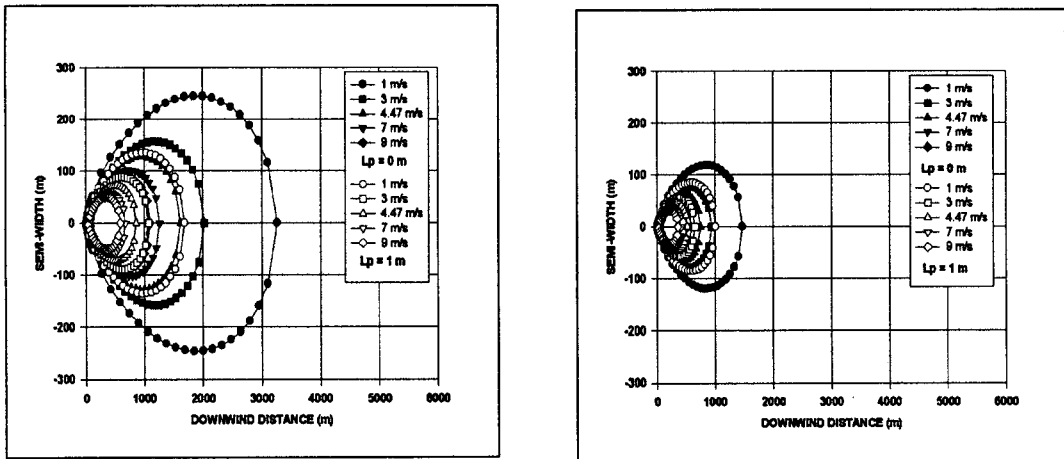 300
200
100
0
-100
-200
-300
SEMI-WIDTH (m)
0 1000 2000 3000 4000 5000 6000
DOWNWIND DISTANCE (m)
1 m/s
3 m/s
4.47 m/s
7 m/s
9 m/s
Lp = 0 m
1 m/s
3 m/s
4.47 m/s
7 m/s
9 m/s
Lp = 1 m
300
200
100
0
-100
-200
-300
SEMI-WIDTH (m)
0 1000 2000 3000 4000 5000 6000
DOWNWIND DISTANCE (m)
1 m/s
3 m/s
4.47 m/s
7 m/s
9 m/s
Lp = 0 m
1 m/s
3 m/s
4.47 m/s
7 m/s
9 m/s
Lp = 1 m